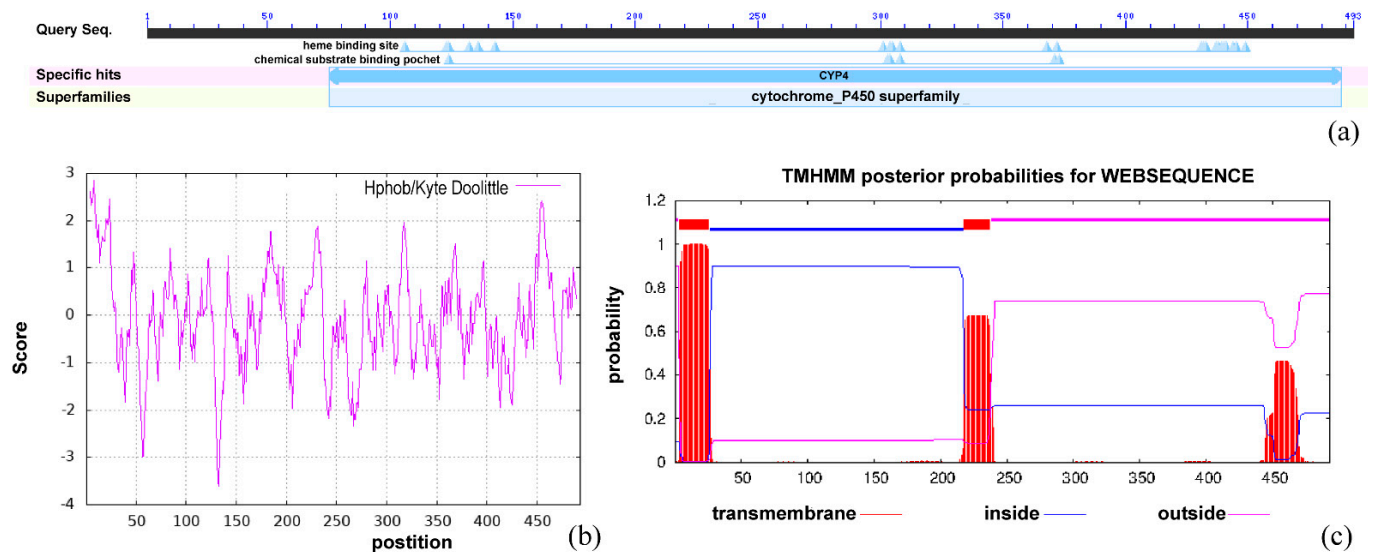 1 50 100 150 200 250 300 350 400 450 493
Query Seq.
heme binding site
chemical substrate binding pochet
Specific hits CYP4
Superfamilies cytochrome_P450 superfamily
(a)
Hphob/Kyte Doolittle
3
2
1
0
-1
-2
-3
-4
Score
50 100 150 200 250 300 350 400 450
postition
(b)
TMHMM posterior probabilities for WEBSEQUENCE
1.2
1
0.8
0.6
0.4
0.2
0
probability
50 100 150 200 250 300 350 400 450
transmembrane inside outside
(c)